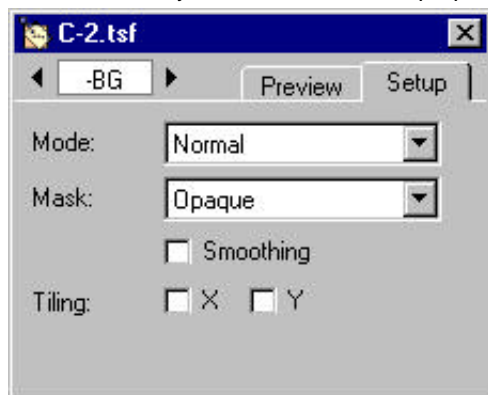 C-2.tsf
-BG Preview Setup
Mode: Normal
Mask: Opaque
Smoothing
Tiling: X Y